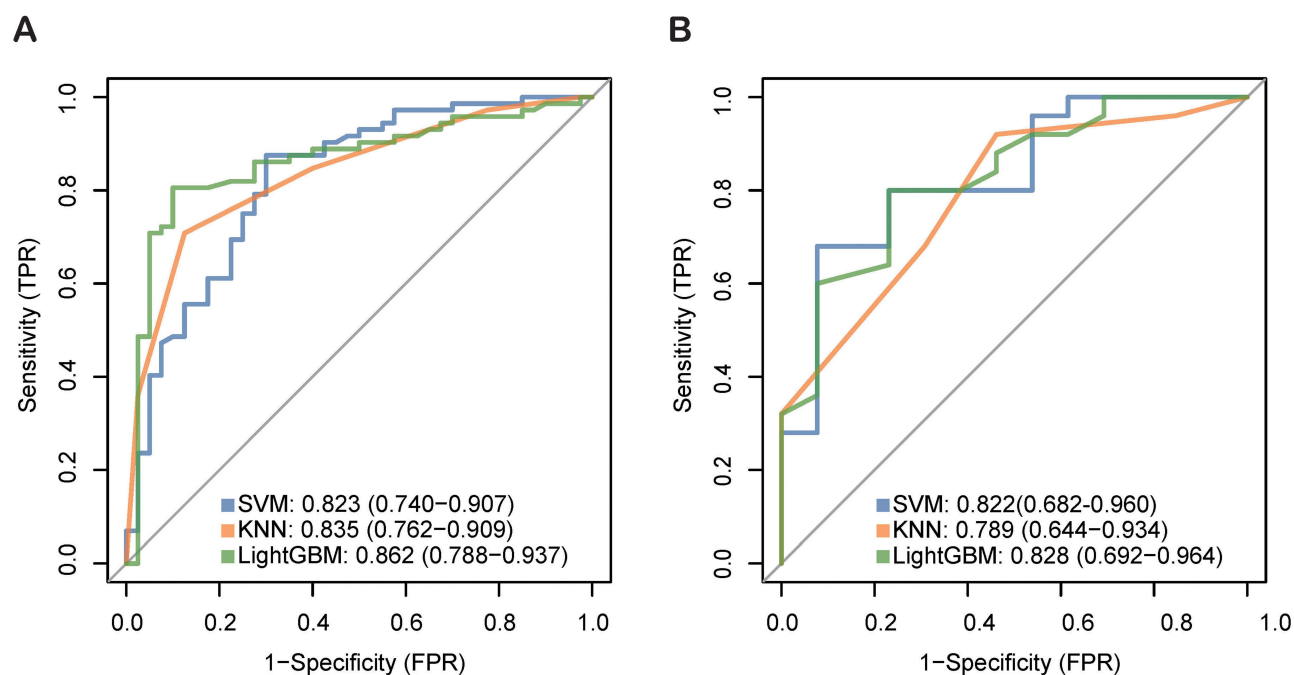 A
Sensitivity (TPR)
1.0
0.8
0.6
0.4
0.2
0.0
SVM: 0.823 (0.740−0.907)
KNN: 0.835 (0.762−0.909)
LightGBM: 0.862 (0.788−0.937)
0.0 0.2 0.4 0.6 0.8 1.0
1−Specificity (FPR)
B
Sensitivity (TPR)
1.0
0.8
0.6
0.4
0.2
0.0
SVM: 0.822(0.682-0.960)
KNN: 0.789 (0.644−0.934)
LightGBM: 0.828 (0.692−0.964)
0.0 0.2 0.4 0.6 0.8 1.0
1−Specificity (FPR)